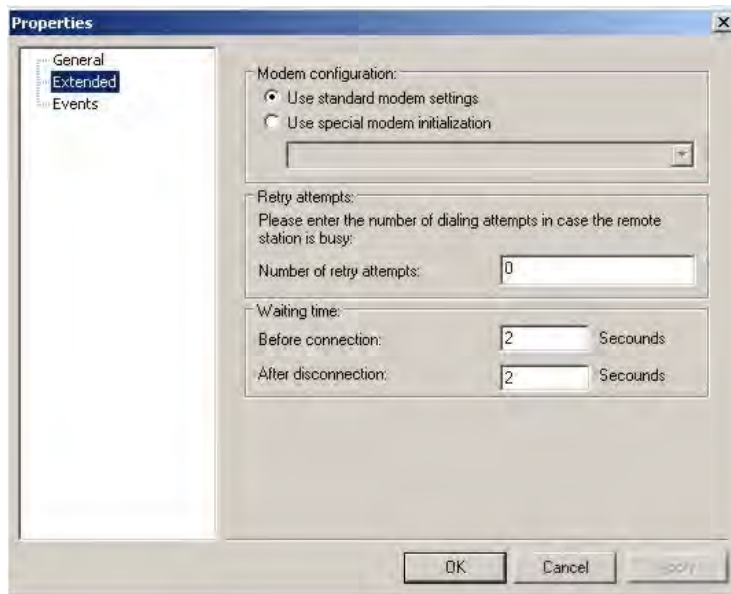 Properties
General
Extended
Events
Modem configuration:
Use standard modem settings
Use special modem initialization
Retry attempts:
Please enter the number of dialing attempts in case the remote
station is busy:
Number of retry attempts: 0
Waiting time:
Before connection: 2 Secounds
After disconnection: 2 Secounds
OK Cancel Apply